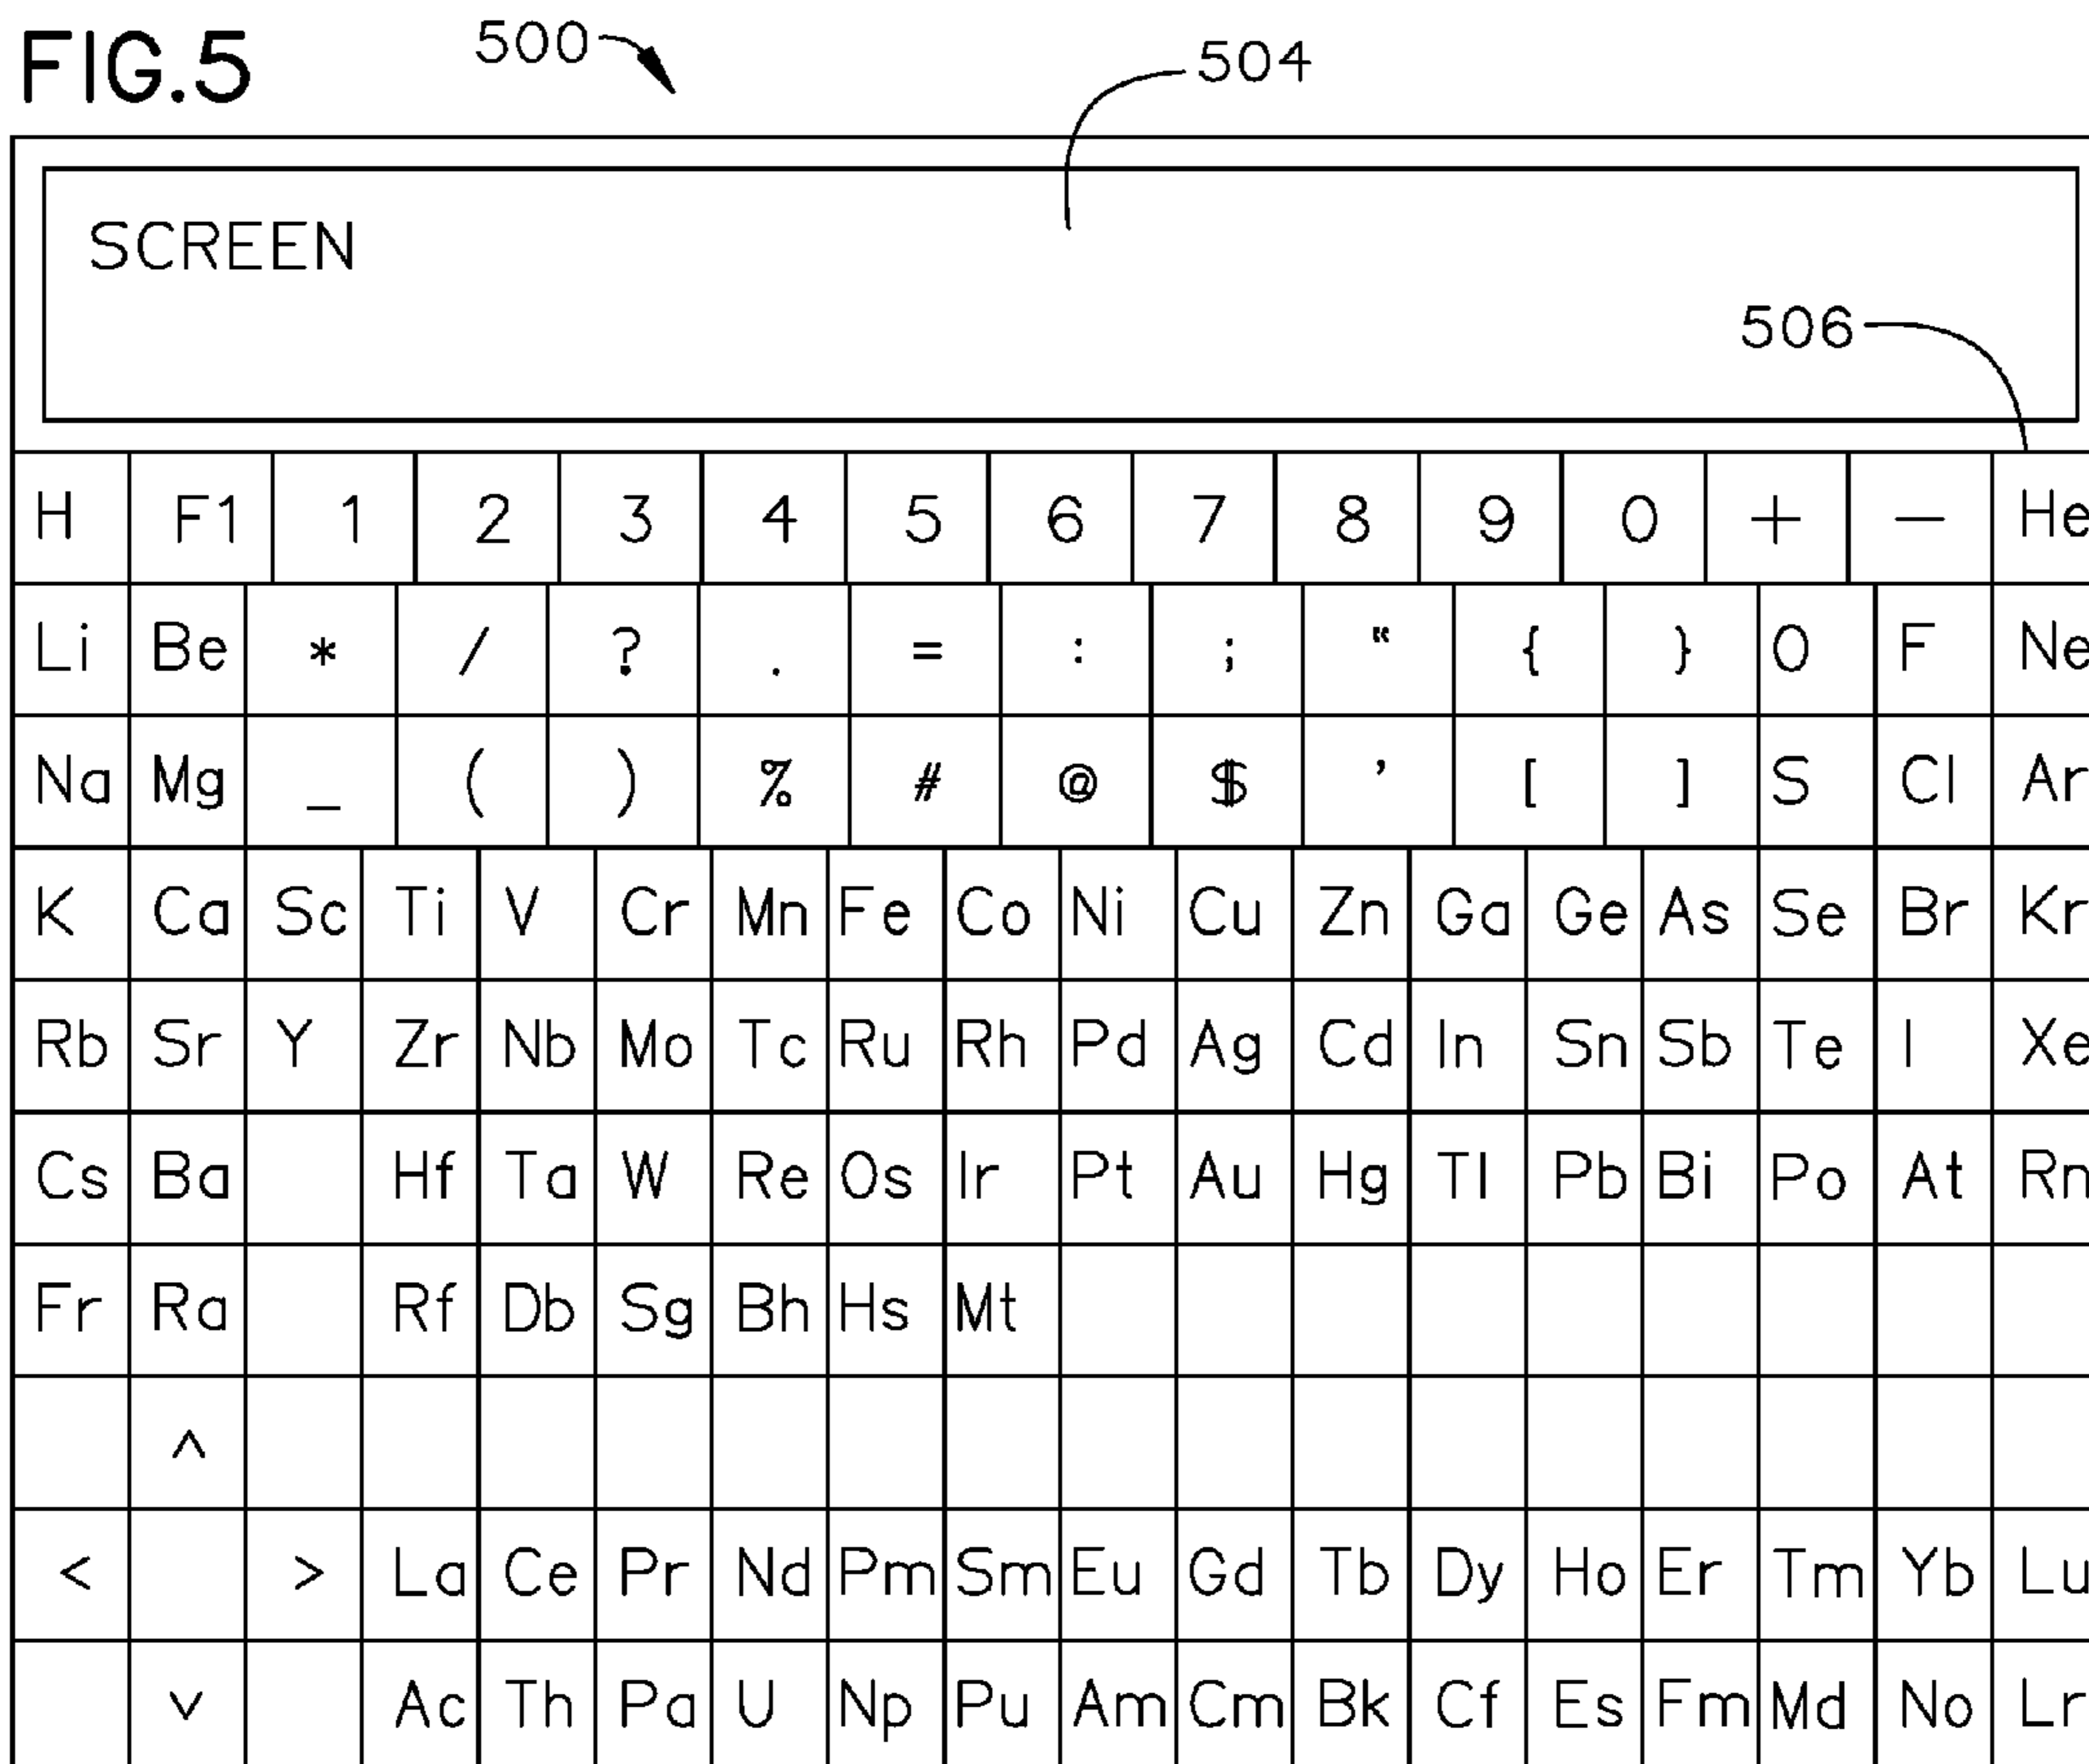 FIG.5 500 504
SCREEN
506
H F1 1 2 3 4 5 6 7 8 9 0 + — He
Li Be * / ? . = : ; “ { } O F Ne
Na Mg _ ( ) % # @ $ ’ [ ] S Cl Ar
K Ca Sc Ti V Cr Mn Fe Co Ni Cu Zn Ga Ge As Se Br Kr
Rb Sr Y Zr Nb Mo Tc Ru Rh Pd Ag Cd In Sn Sb Te I Xe
Cs Ba Hf Ta W Re Os Ir Pt Au Hg Tl Pb Bi Po At Rn
Fr Ra Rf Db Sg Bh Hs Mt
^
< > La Ce Pr Nd Pm Sm Eu Gd Tb Dy Ho Er Tm Yb Lu
v Ac Th Pa U Np Pu Am Cm Bk Cf Es Fm Md No Lr